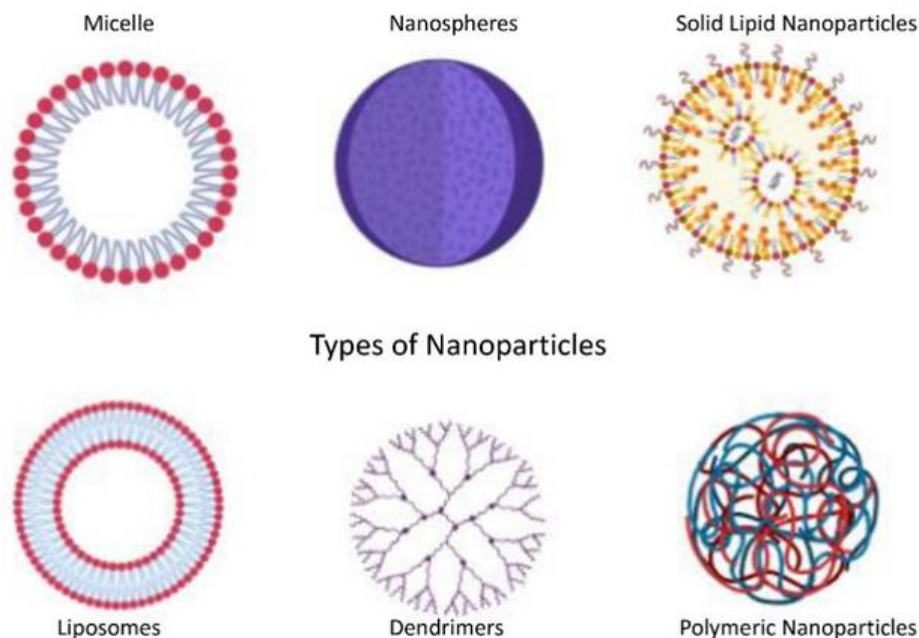 Micelle
Nanospheres
Solid Lipid Nanoparticles
Types of Nanoparticles
Liposomes
Dendrimers
Polymeric Nanoparticles